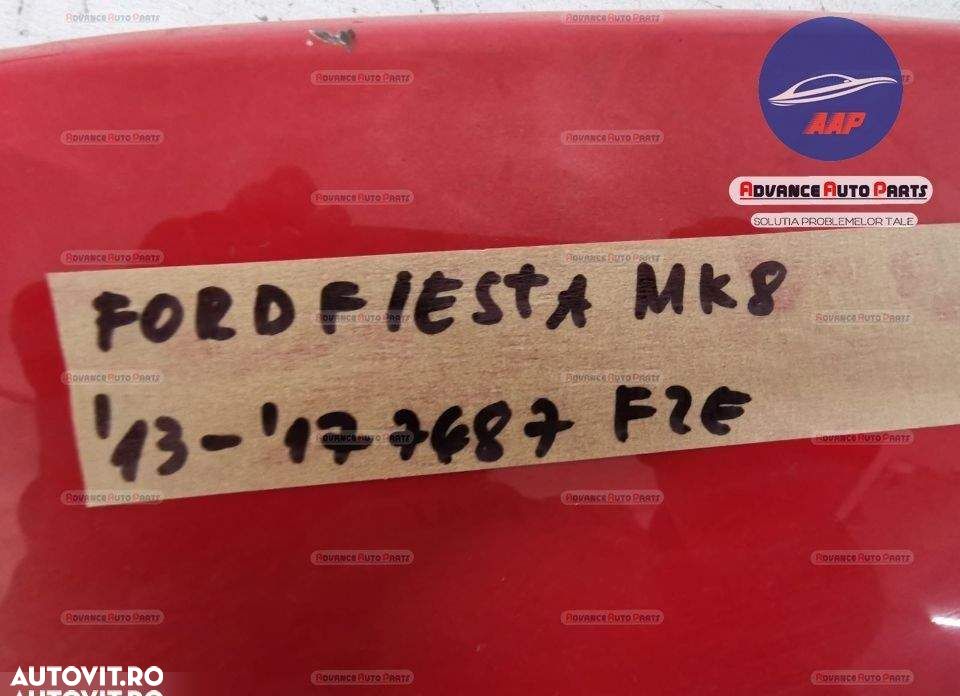 AAP
ADVANCE AUTO PARTS
SOLUTIA PROBLEMELOR TALE
FORD FIESTA MK8
'13-'17 7687 FZE
AUTOVIT.RO